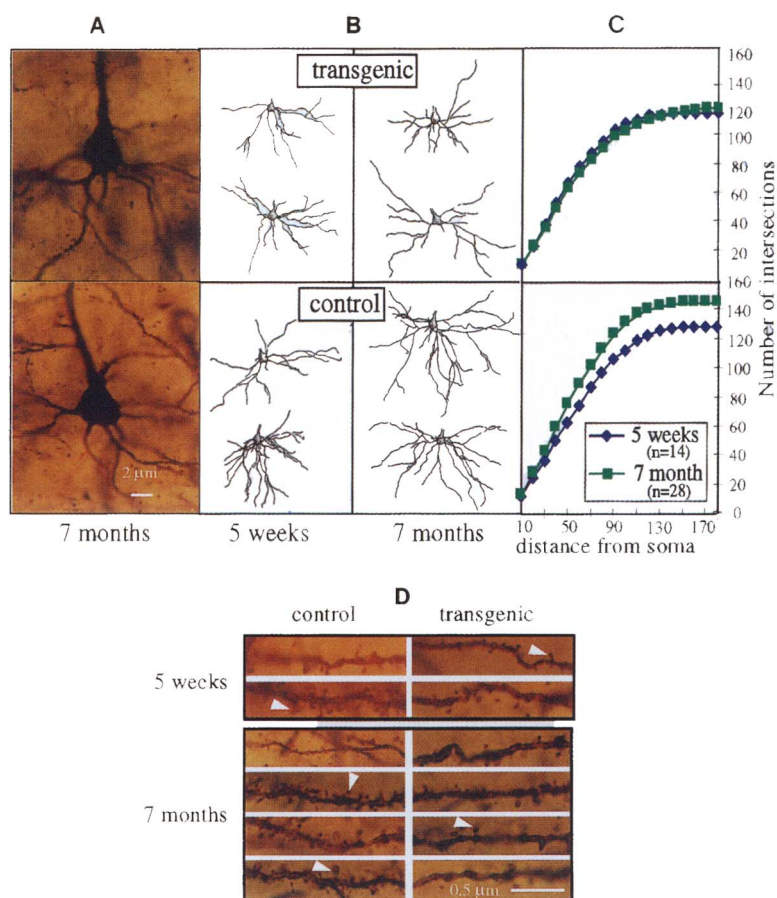 A
B
C
transgenic
160
140
120
100
80
60
40
20
160
control
140
120
100
80
60
40
20
0
Number of intersections
5 weeks
(n=14)
7 month
(n=28)
2 μm
10 50 90 130 170
distance from soma
7 months
5 weeks
7 months
D
control
transgenic
5 weeks
7 months
0.5 μm